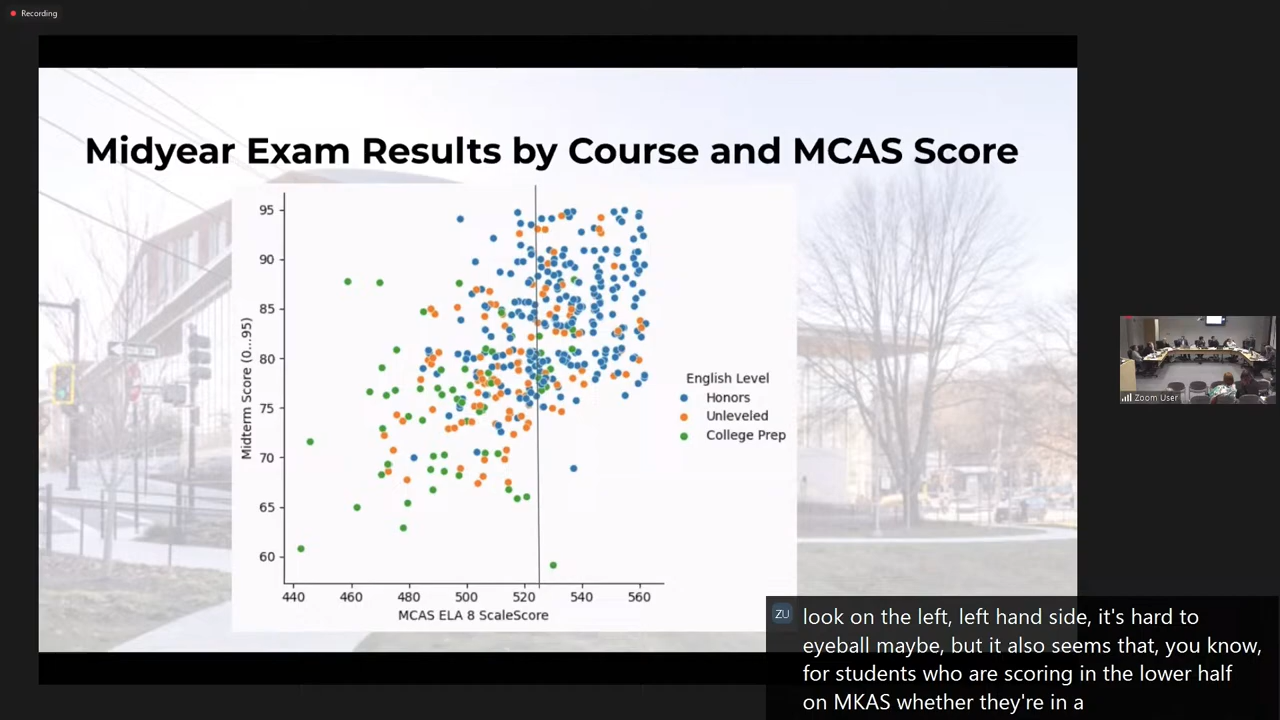 Recording
Midyear Exam Results by Course and MCAS Score
95
90
85
80
75
70
65
60
Midterm Score (0...95)
440 460 480 500 520 540 560
MCAS ELA 8 ScaleScore
English Level
Honors
Unleveled
College Prep
Zoom User
ZU
look on the left, left hand side, it's hard to
eyeball maybe, but it also seems that, you know,
for students who are scoring in the lower half
on MKAS whether they're in a